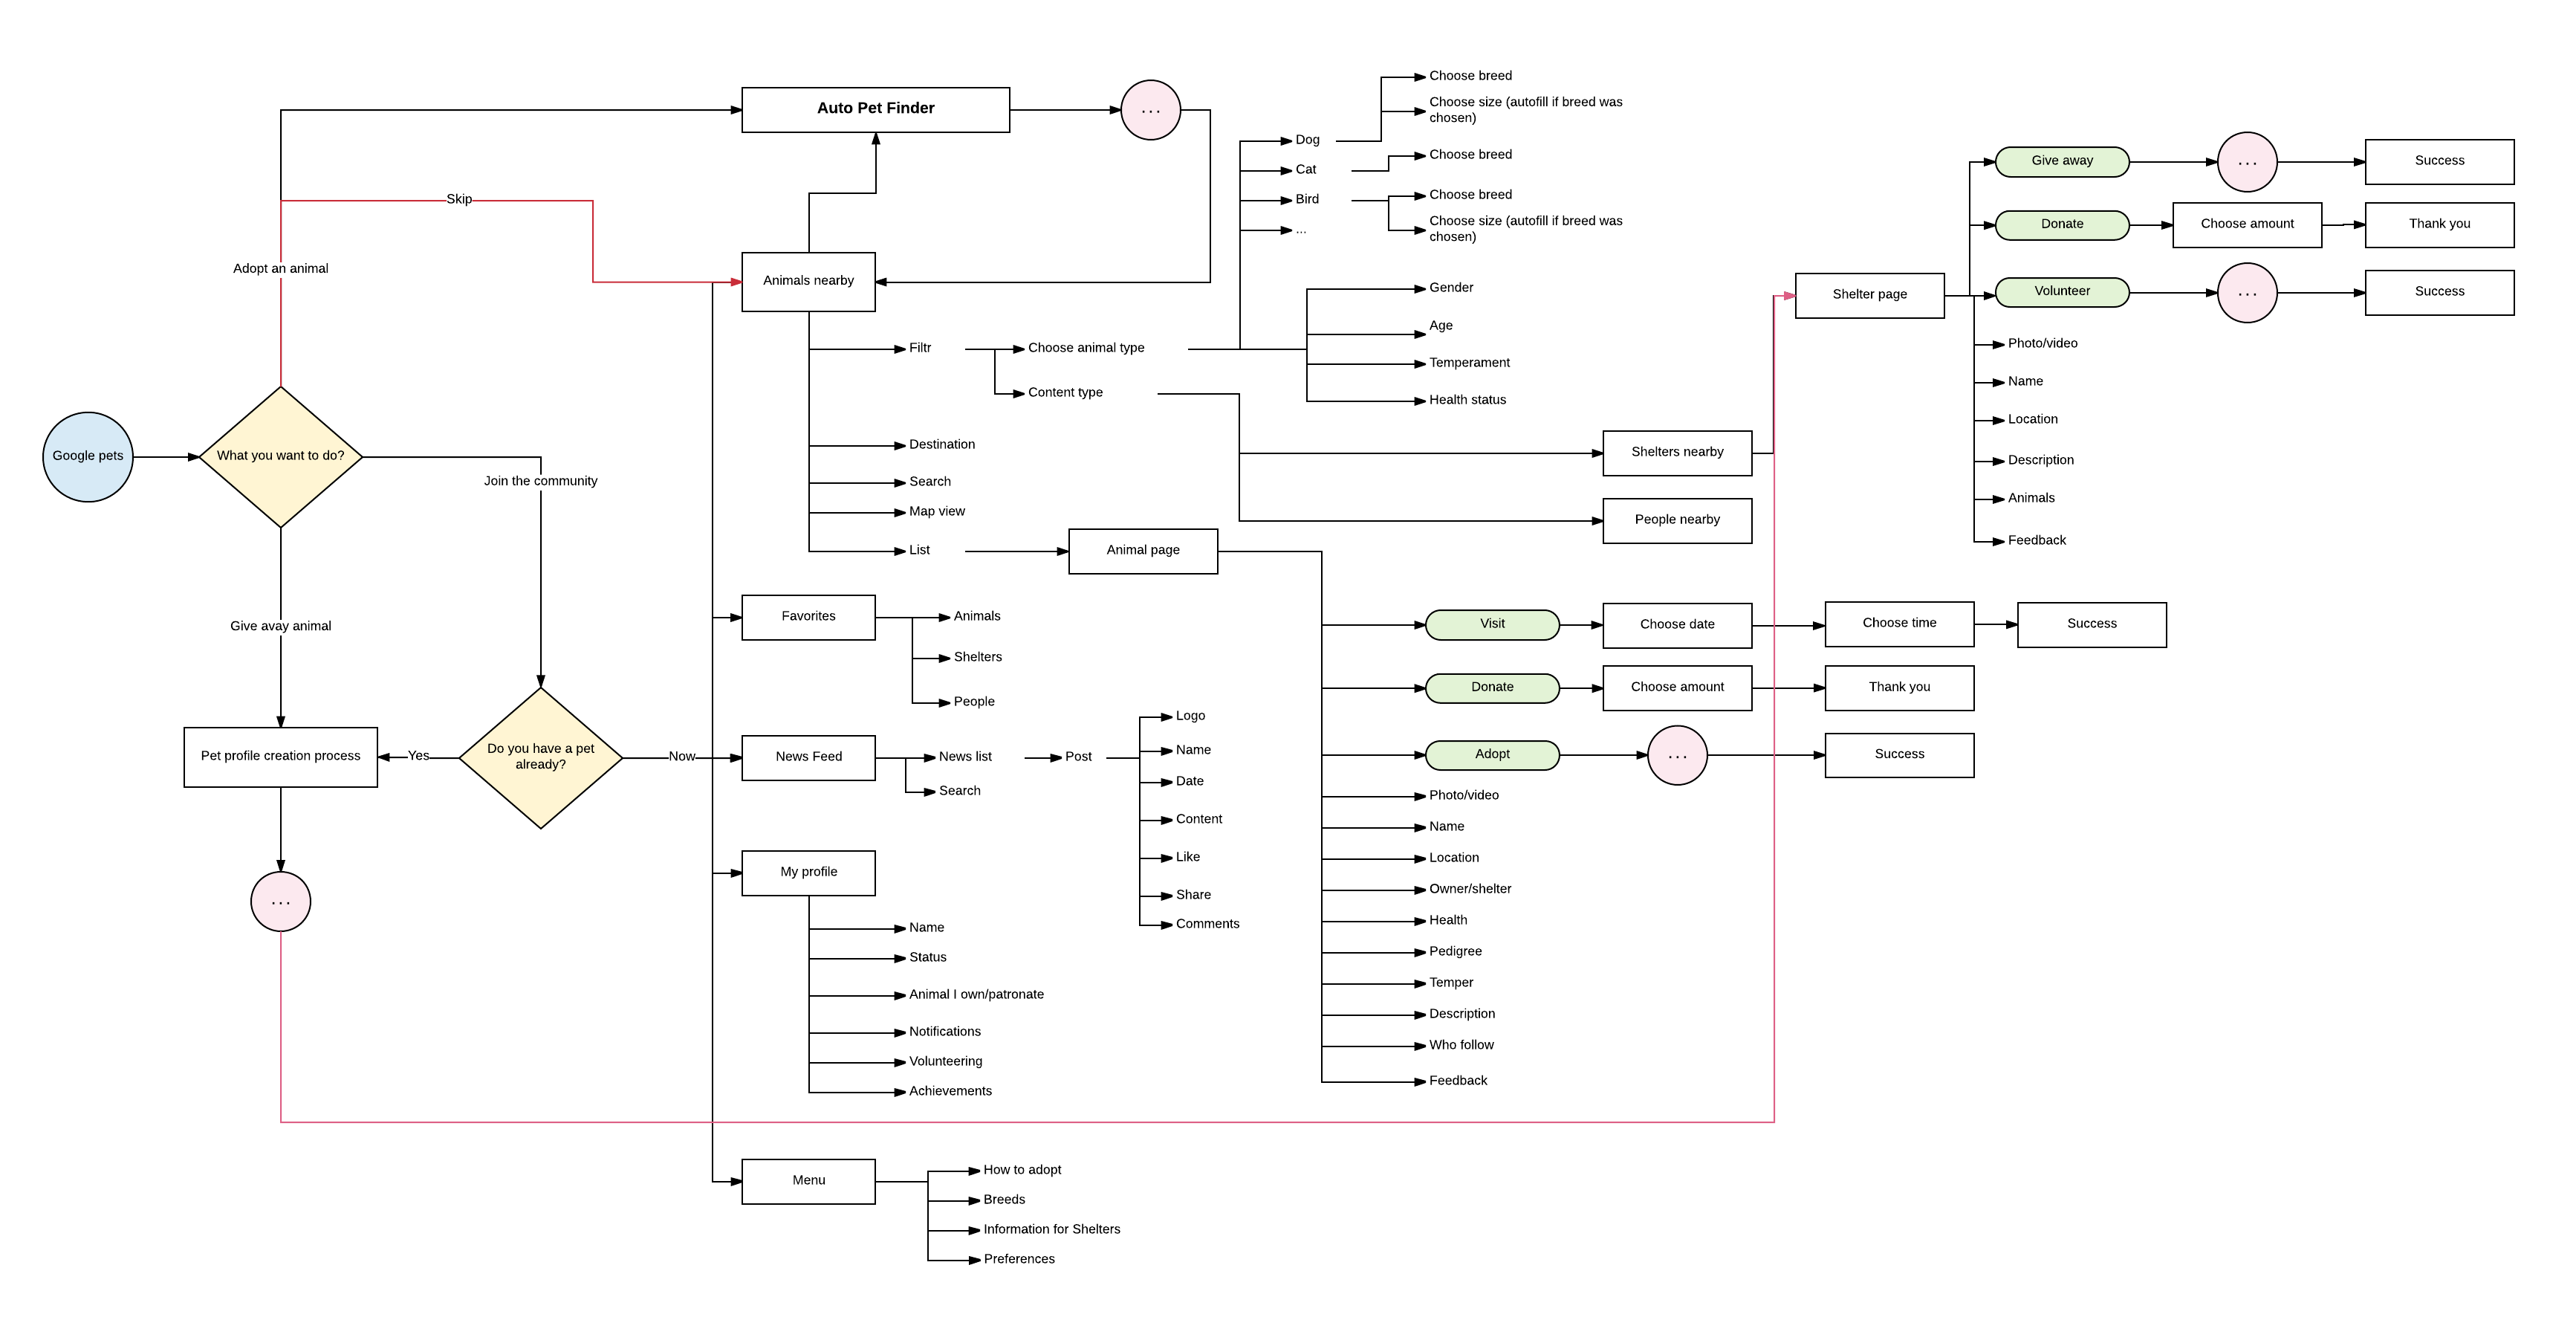 Google pets
What you want to do?
Adopt an animal
Skip
Join the community
Give avay animal
Pet profile creation process
...
Yes
Do you have a pet
already?
Now
Auto Pet Finder
...
Animals nearby
Filtr
Choose animal type
Content type
Dog
Cat
Bird
...
Choose breed
Choose size (autofill if breed was
chosen)
Choose breed
Choose breed
Choose size (autofill if breed was
chosen)
Gender
Age
Temperament
Health status
Destination
Search
Map view
List
Animal page
Shelters nearby
People nearby
Shelter page
Give away
...
Success
Donate
Choose amount
Thank you
Volunteer
...
Success
Photo/video
Name
Location
Description
Animals
Feedback
Favorites
Animals
Shelters
People
News Feed
News list
Search
Post
Logo
Name
Date
Content
Like
Share
Comments
Visit
Choose date
Choose time
Success
Donate
Choose amount
Thank you
Adopt
...
Success
Photo/video
Name
Location
Owner/shelter
Health
Pedigree
Temper
Description
Who follow
Feedback
My profile
Name
Status
Animal I own/patronate
Notifications
Volunteering
Achievements
Menu
How to adopt
Breeds
Information for Shelters
Preferences